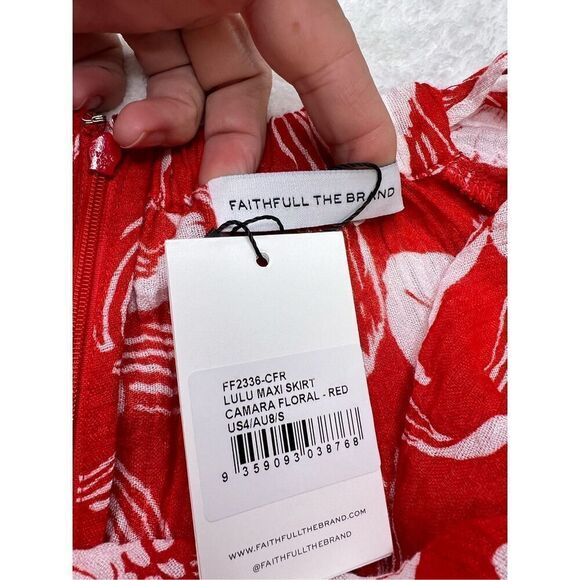 FAITHFULL THE BRAND
FF2336-CFR
LULU MAXI SKIRT
CAMARA FLORAL - RED
US4/AU8/S
9 359093 038768
WWW.FAITHFULLTHEBRAND.COM
@FAITHFULLTHEBRAND